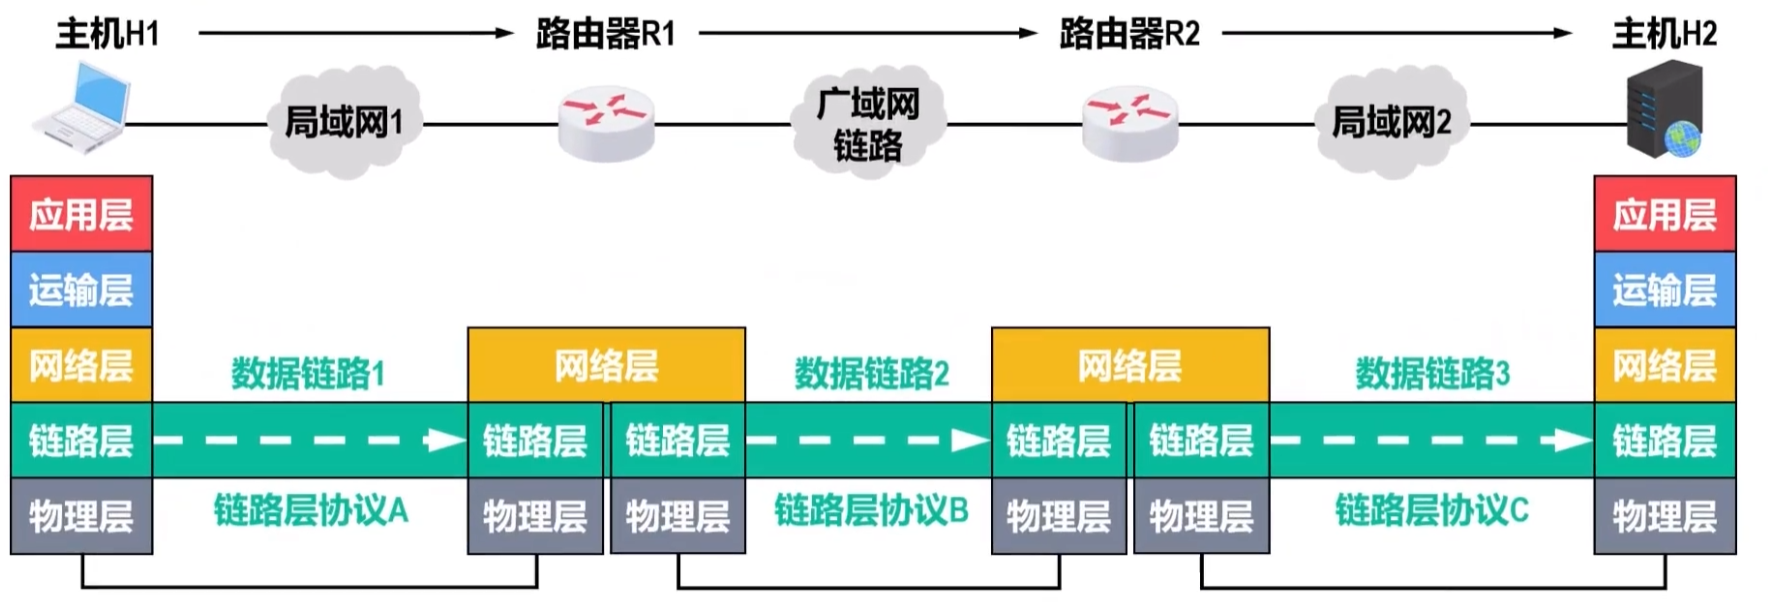 主机H1
路由器R1
路由器R2
主机H2
局域网1
广域网
链路
局域网2
应用层
运输层
网络层
链路层
物理层
数据链路1
链路层协议A
网络层
链路层
链路层
物理层
物理层
数据链路2
链路层协议B
网络层
链路层
链路层
物理层
物理层
数据链路3
链路层协议C
应用层
运输层
网络层
链路层
物理层